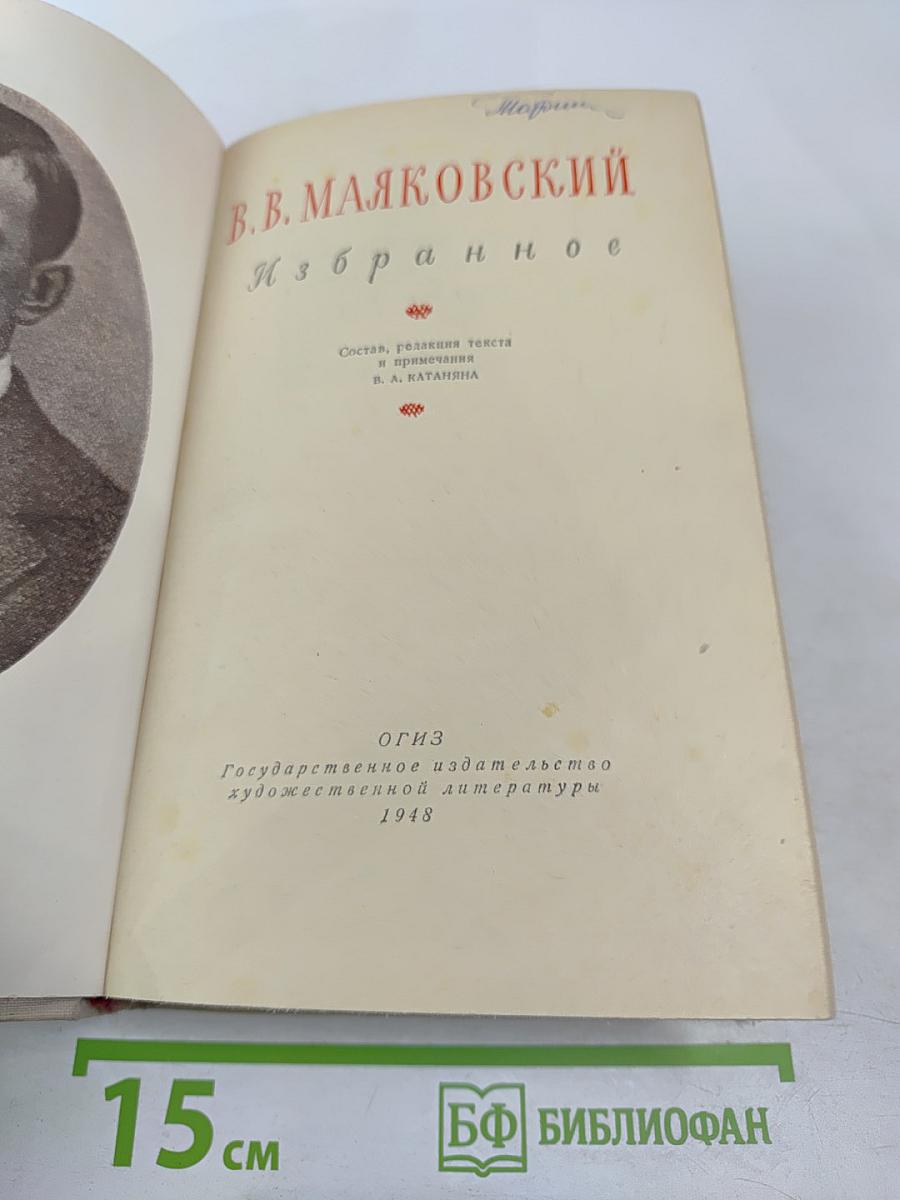 В. В. МАЯКОВСКИЙ
Избранное
Состав, редакция текста
и примечания
В. А. КАТАНЯНА
ОГИЗ
Государственное издательство
художественной литературы
1948
15 см
БФ БИБЛИОФАН